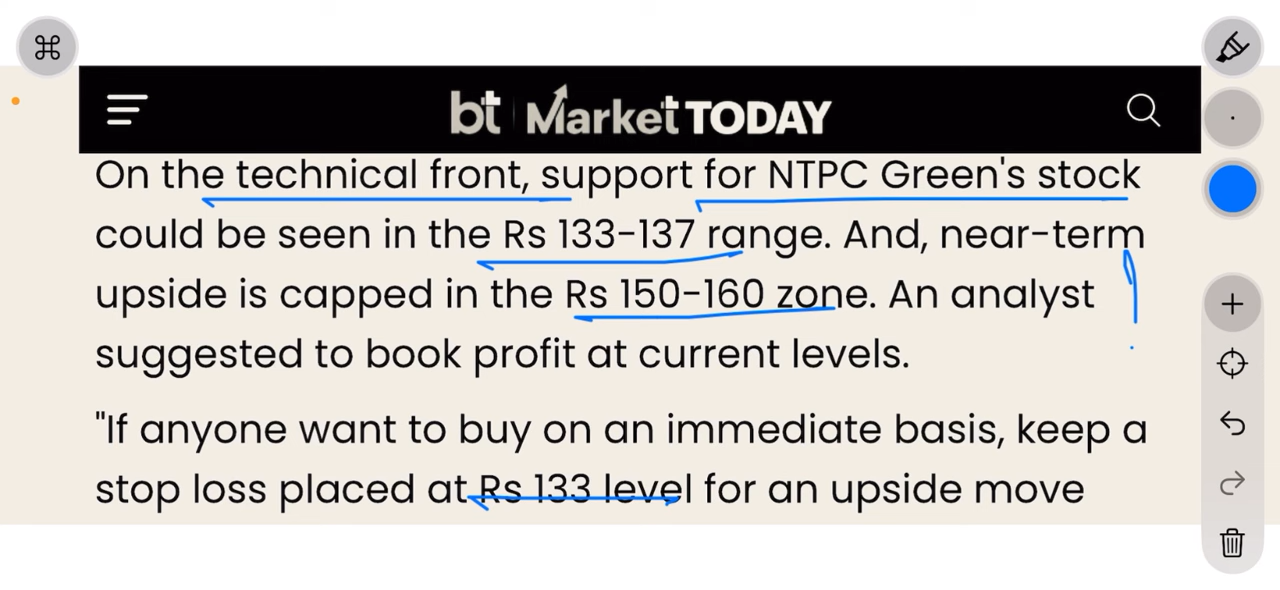 bt Market TODAY
On the technical front, support for NTPC Green's stock
could be seen in the Rs 133-137 range. And, near-term
upside is capped in the Rs 150-160 zone. An analyst
suggested to book profit at current levels.
"If anyone want to buy on an immediate basis, keep a
stop loss placed at Rs 133 level for an upside move